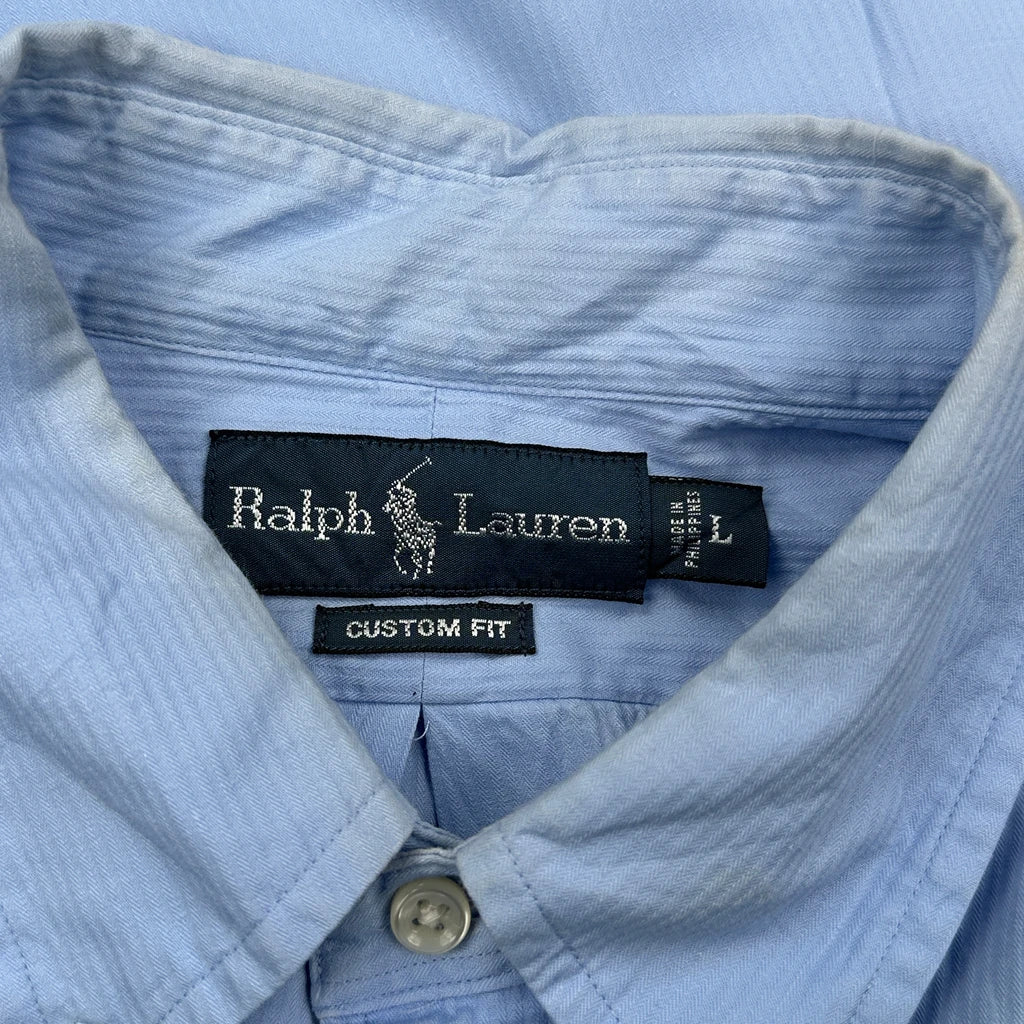 Ralph Lauren
MADE IN
PHILIPPINES
L
CUSTOM FIT